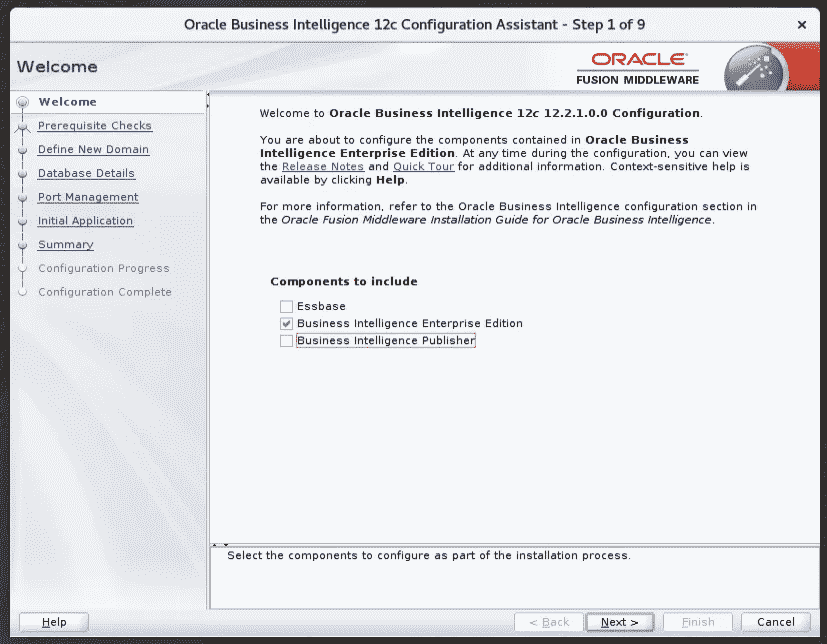 Oracle Business Intelligence 12c Configuration Assistant - Step 1 of 9
Welcome
ORACLE
FUSION MIDDLEWARE
Welcome
Prerequisite Checks
Define New Domain
Database Details
Port Management
Initial Application
Summary
Configuration Progress
Configuration Complete
Welcome to Oracle Business Intelligence 12c 12.2.1.0.0 Configuration.
You are about to configure the components contained in Oracle Business
Intelligence Enterprise Edition. At any time during the configuration, you can view
the Release Notes and Quick Tour for additional information. Context-sensitive help is
available by clicking Help.
For more information, refer to the Oracle Business Intelligence configuration section in
the Oracle Fusion Middleware Installation Guide for Oracle Business Intelligence.
Components to include
Essbase
Business Intelligence Enterprise Edition
Business Intelligence Publisher
Select the components to configure as part of the installation process.
Help
< Back
Next >
Finish
Cancel